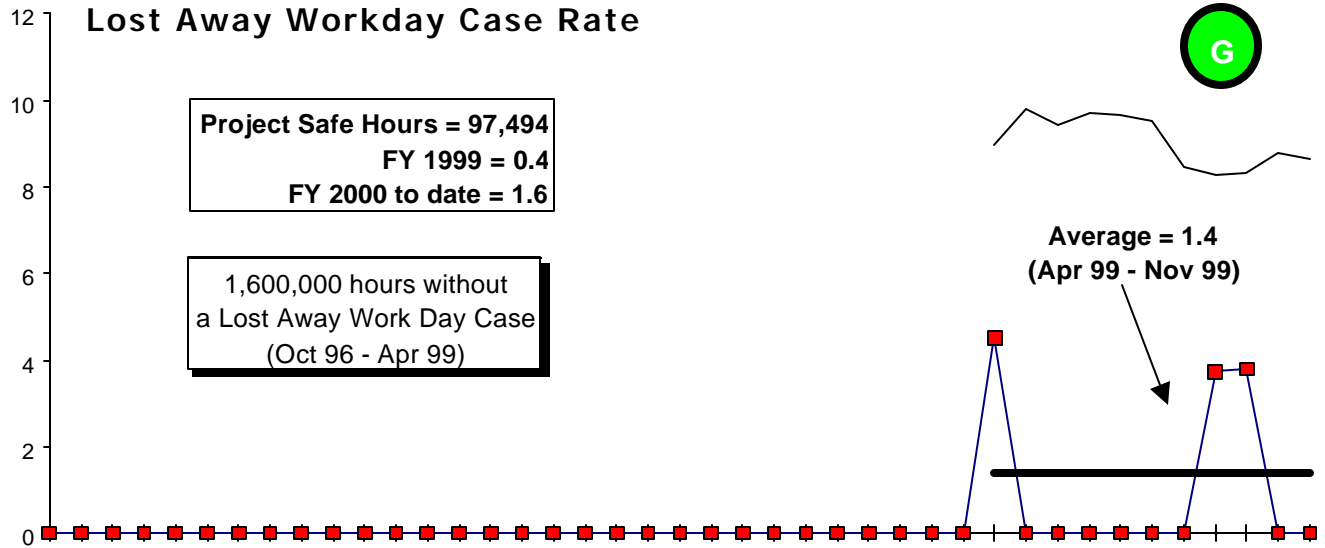 Lost Away Workday Case Rate
12
10
8
6
4
2
0
G
Project Safe Hours = 97,494
FY 1999 = 0.4
FY 2000 to date = 1.6
1,600,000 hours without
a Lost Away Work Day Case
(Oct 96 - Apr 99)
Average = 1.4
(Apr 99 - Nov 99)